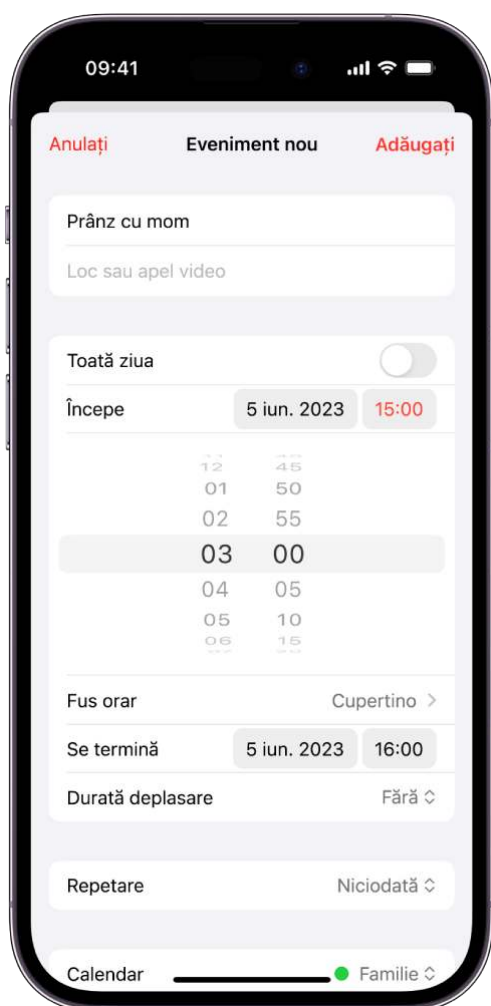 09:41
Anulați Eveniment nou Adăugați
Prânz cu mom
Loc sau apel video
Toată ziua
Începe 5 iun. 2023 15:00
12 45
01 50
02 55
03 00
04 05
05 10
06 15
Fus orar Cupertino
Se termină 5 iun. 2023 16:00
Durată deplasare Fără
Repetare Niciodată
Calendar Familie